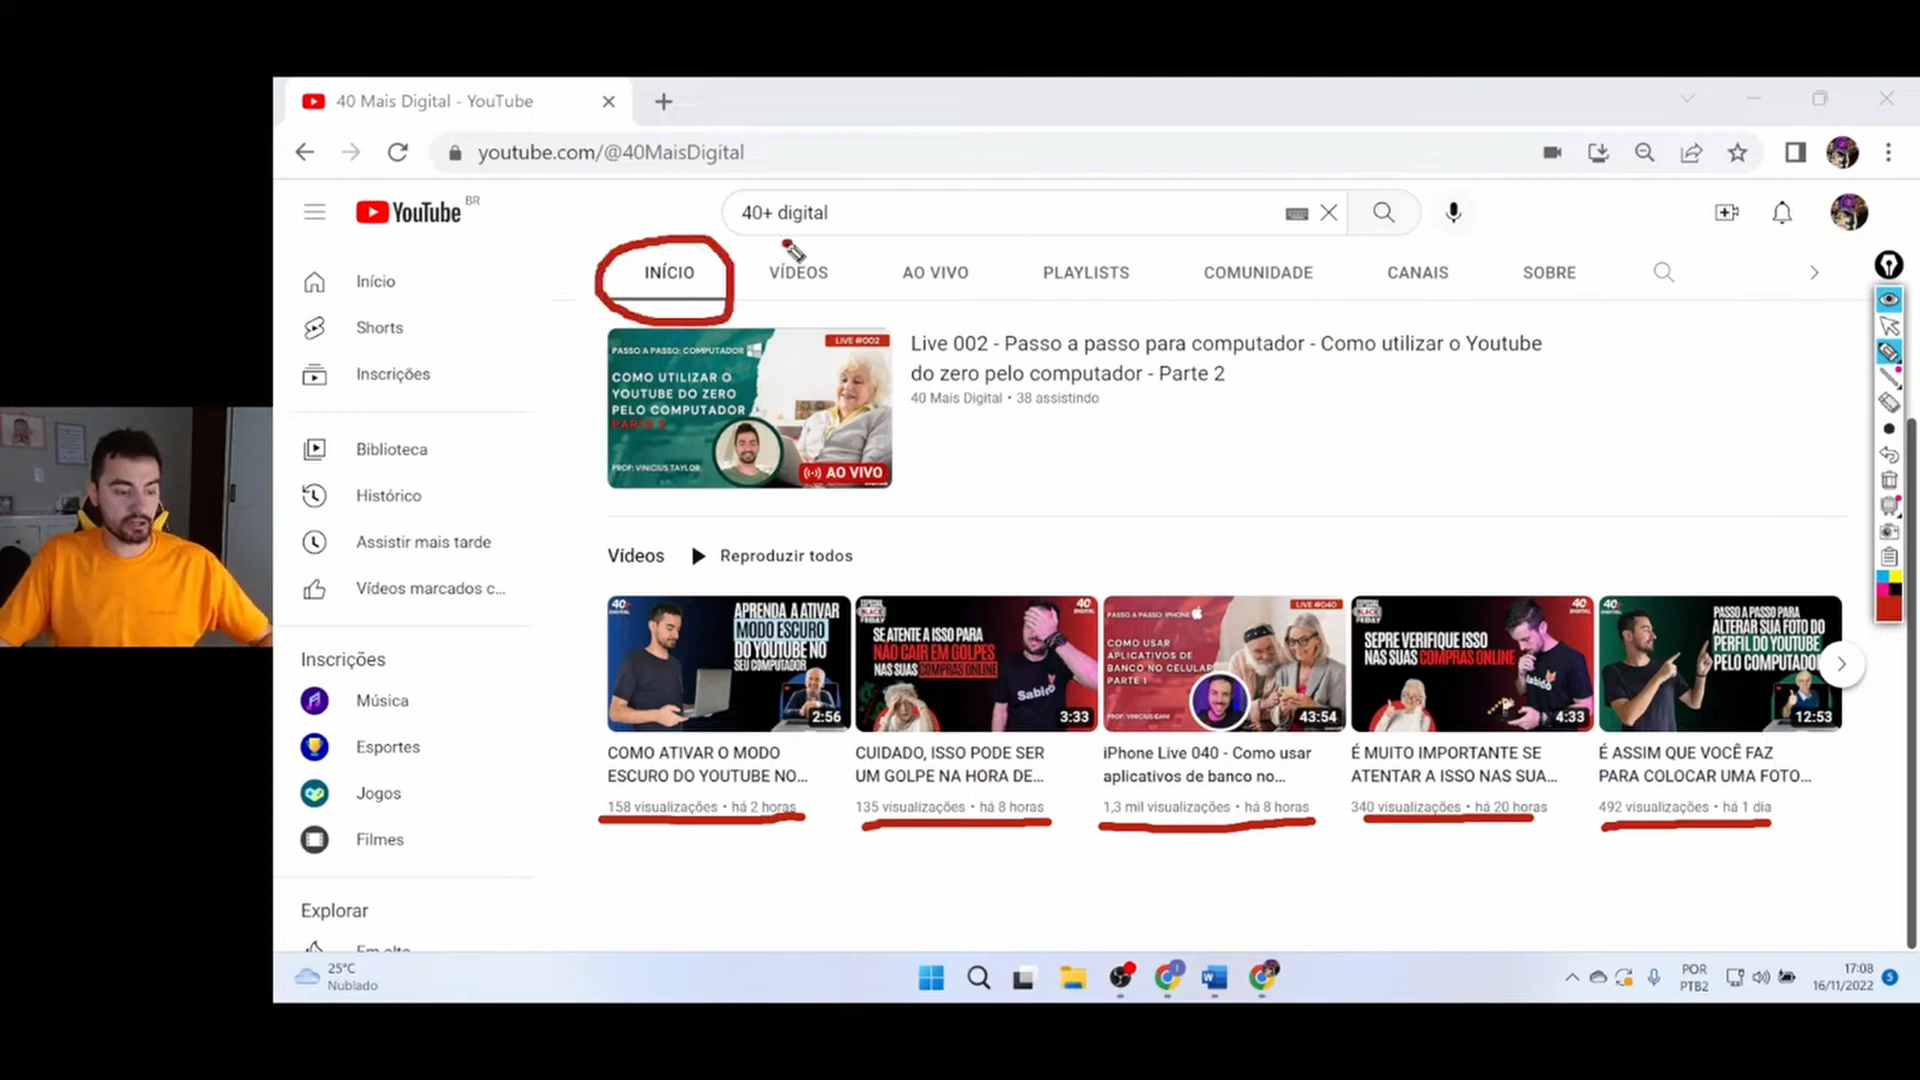 40 Mais Digital - YouTube
youtube.com/@40MaisDigital
YouTube BR
40+ digital
INÍCIO VÍDEOS AO VIVO PLAYLISTS COMUNIDADE CANAIS SOBRE
Início
Shorts
Inscrições
Biblioteca
Histórico
Assistir mais tarde
Vídeos marcados c...
Inscrições
Música
Esportes
Jogos
Filmes
Explorar
Em alta
PASSO A PASSO: COMPUTADOR
LIVE #002
COMO UTILIZAR O
YOUTUBE DO ZERO
PELO COMPUTADOR
PARTE 2
PROF: VINICIUS TAYLOR
AO VIVO
Live 002 - Passo a passo para computador - Como utilizar o Youtube
do zero pelo computador - Parte 2
40 Mais Digital • 38 assistindo
Vídeos Reproduzir todos
APRENDA A ATIVAR
MODO ESCURO
DO YOUTUBE NO
SEU COMPUTADOR
2:56
COMO ATIVAR O MODO
ESCURO DO YOUTUBE NO...
158 visualizações • há 2 horas
SE ATENTE A ISSO PARA
NÃO CAIR EM GOLPES
NAS SUAS COMPRAS ONLINE
3:33
CUIDADO, ISSO PODE SER
UM GOLPE NA HORA DE...
135 visualizações • há 8 horas
PASSO A PASSO: IPHONE
LIVE #040
COMO USAR
APLICATIVOS DE
BANCO NO CELULAR
PARTE 1
43:54
iPhone Live 040 - Como usar
aplicativos de banco no...
1,3 mil visualizações • há 8 horas
SEPRE VERIFIQUE ISSO
NAS SUAS COMPRAS ONLINE
4:33
É MUITO IMPORTANTE SE
ATENTAR A ISSO NAS SUA...
340 visualizações • há 20 horas
PASSO A PASSO PARA
ALTERAR SUA FOTO DO
PERFIL DO YOUTUBE
PELO COMPUTADOR
12:53
É ASSIM QUE VOCÊ FAZ
PARA COLOCAR UMA FOTO...
492 visualizações • há 1 dia
25°C
Nublado
POR
PTB2
17:08
16/11/2022
5